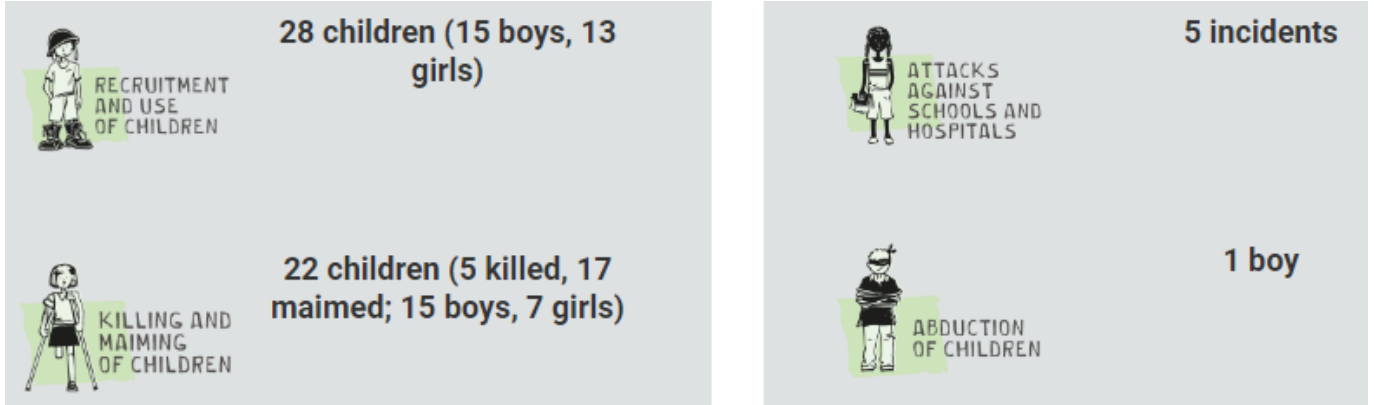 28 children (15 boys, 13
girls)
RECRUITMENT
AND USE
OF CHILDREN
22 children (5 killed, 17
maimed; 15 boys, 7 girls)
KILLING AND
MAIMING
OF CHILDREN
5 incidents
ATTACKS
AGAINST
SCHOOLS AND
HOSPITALS
1 boy
ABDUCTION
OF CHILDREN